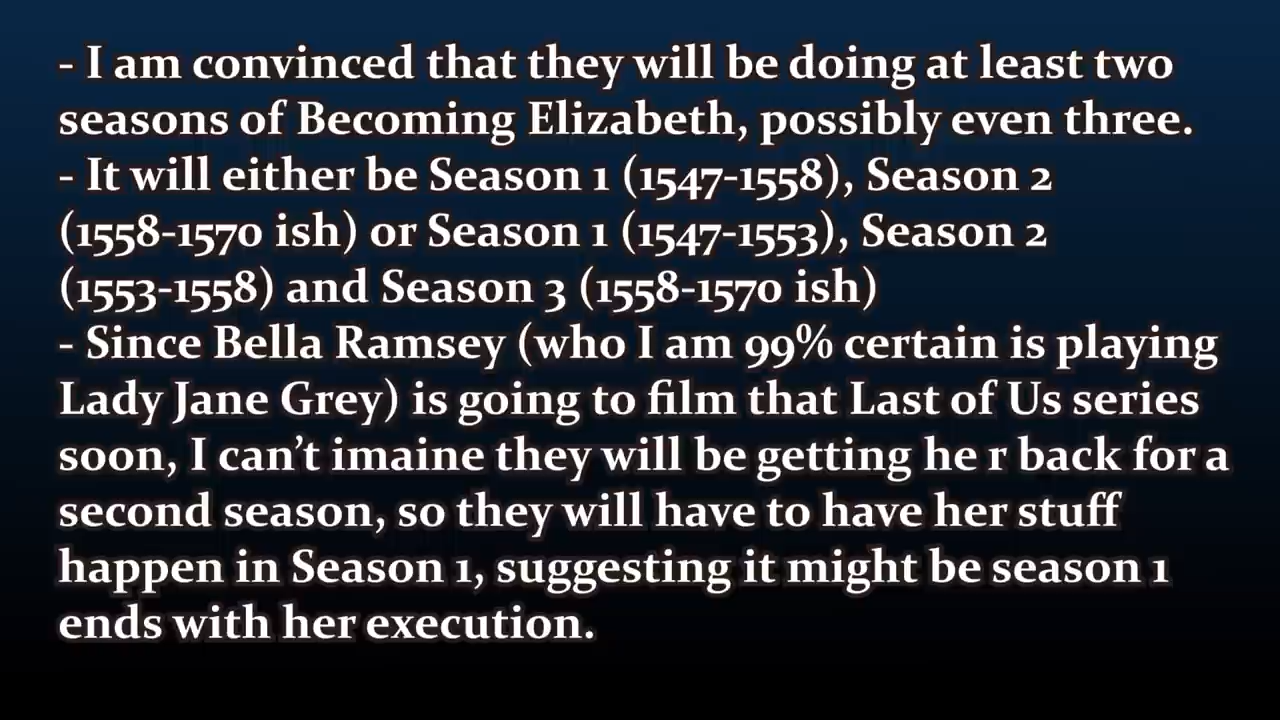 - I am convinced that they will be doing at least two
seasons of Becoming Elizabeth, possibly even three.
- It will either be Season 1 (1547-1558), Season 2
(1558-1570 ish) or Season 1 (1547-1553), Season 2
(1553-1558) and Season 3 (1558-1570 ish)
- Since Bella Ramsey (who I am 99% certain is playing
Lady Jane Grey) is going to film that Last of Us series
soon, I can’t imaine they will be getting he r back for a
second season, so they will have to have her stuff
happen in Season 1, suggesting it might be season 1
ends with her execution.